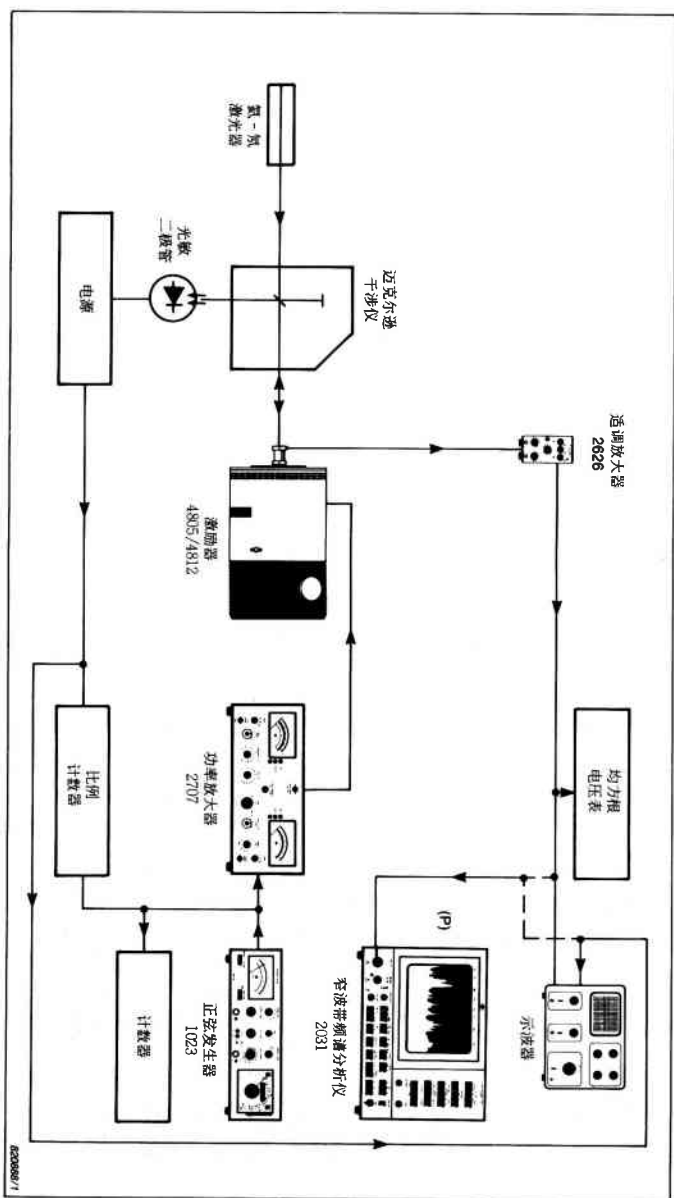 氦-氖
激光器
迈克尔逊
干涉仪
光敏
二极管
电源
适调放大器
2626
激励器
4805/4812
均方根
电压表
功率放大器
2707
比例
计数器
(P)
窄波带频谱分析仪
2031
示波器
正弦发生器
1023
计数器
820868/1